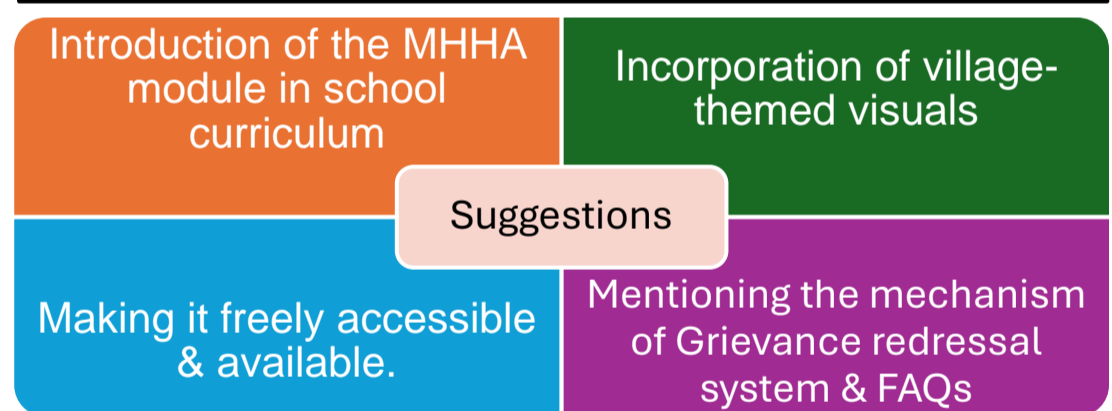 Introduction of the MHHA
module in school
curriculum
Incorporation of village-
themed visuals
Suggestions
Making it freely accessible
& available.
Mentioning the mechanism
of Grievance redressal
system & FAQs